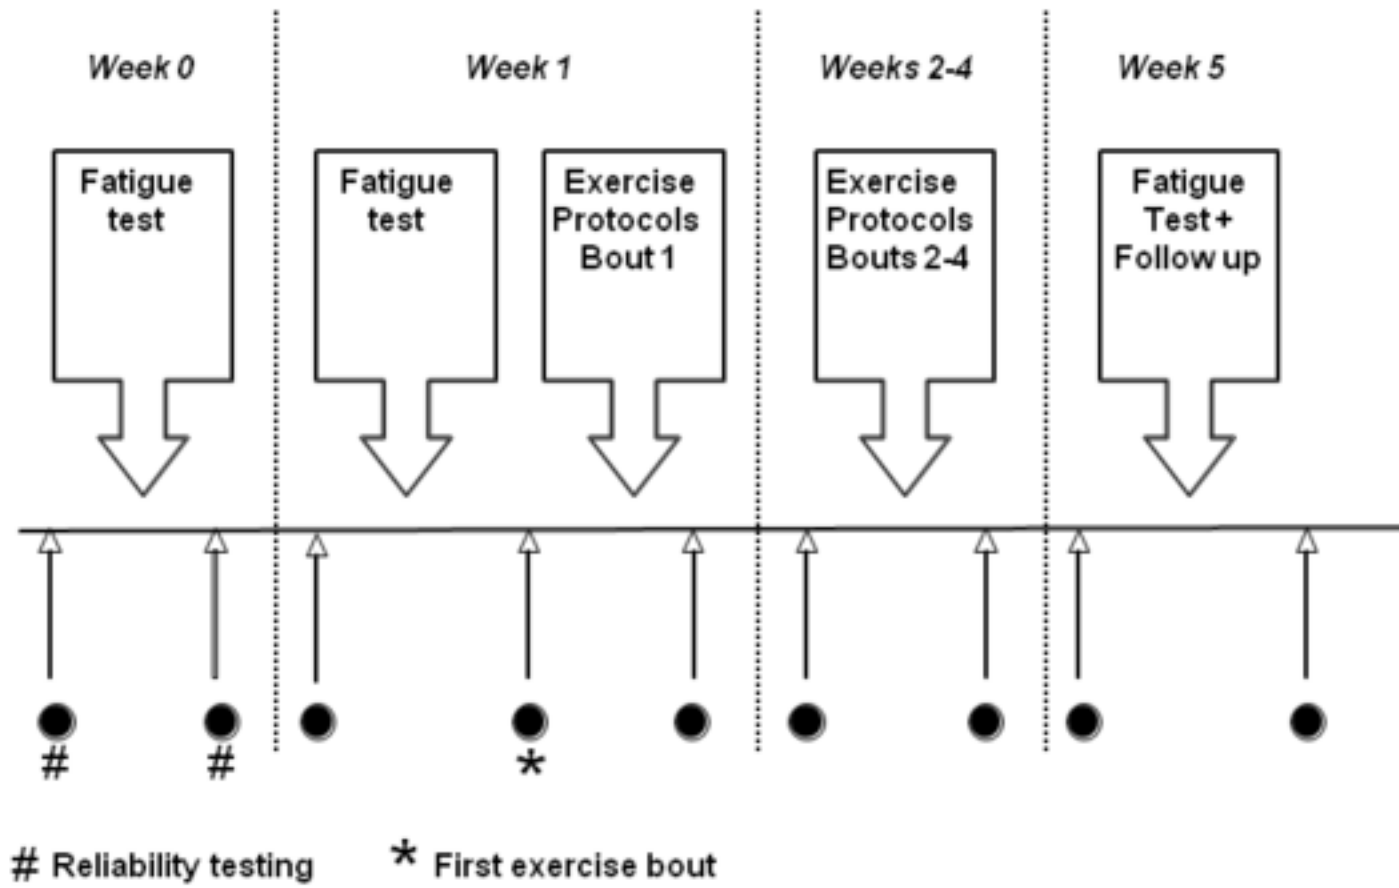 Week 0
Week 1
Weeks 2-4
Week 5
Fatigue
test
Fatigue
test
Exercise
Protocols
Bout 1
Exercise
Protocols
Bouts 2-4
Fatigue
Test +
Follow up
#
#
*
# Reliability testing
* First exercise bout